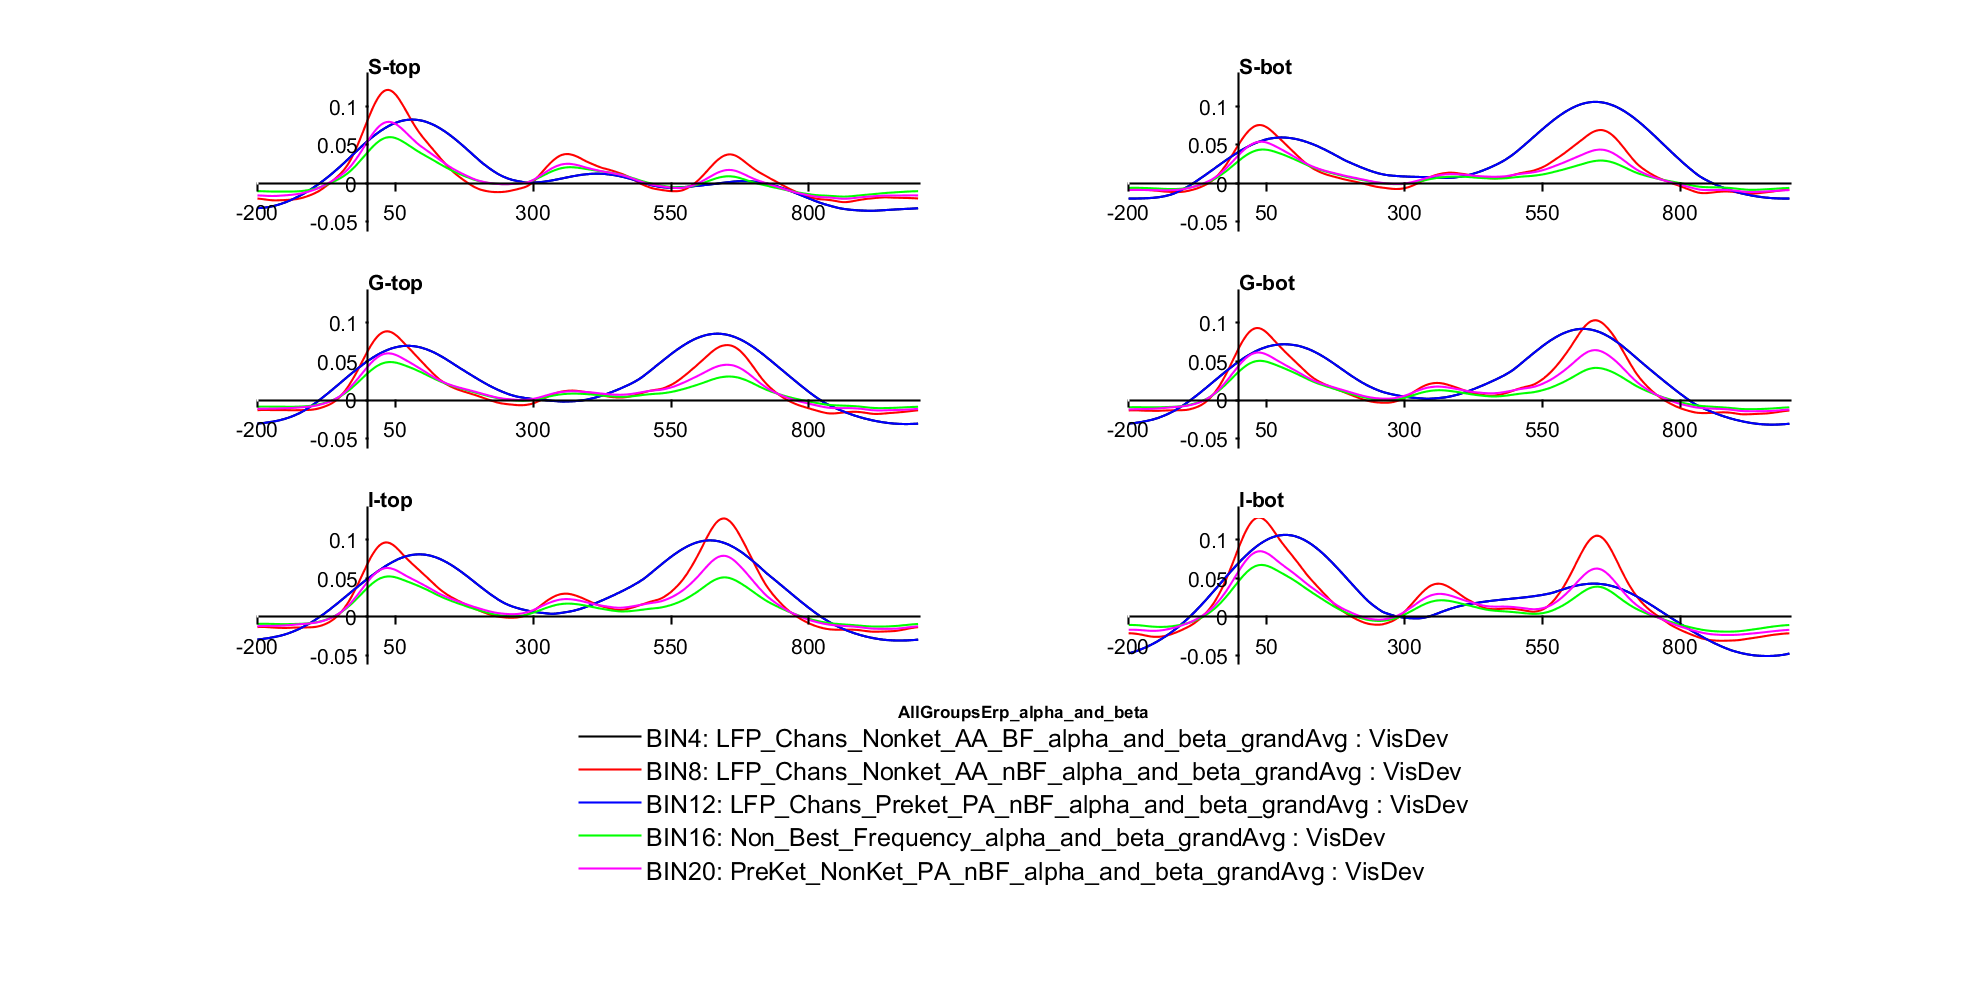 S-top
0.1
0.05
0
-0.05
-200 50 300 550 800
S-bot
0.1
0.05
0
-0.05
-200 50 300 550 800
G-top
0.1
0.05
0
-0.05
-200 50 300 550 800
G-bot
0.1
0.05
0
-0.05
-200 50 300 550 800
I-top
0.1
0.05
0
-0.05
-200 50 300 550 800
I-bot
0.1
0.05
0
-0.05
-200 50 300 550 800
AllGroupsErp_alpha_and_beta
BIN4: LFP_Chans_Nonket_AA_BF_alpha_and_beta_grandAvg : VisDev
BIN8: LFP_Chans_Nonket_AA_nBF_alpha_and_beta_grandAvg : VisDev
BIN12: LFP_Chans_Preket_PA_nBF_alpha_and_beta_grandAvg : VisDev
BIN16: Non_Best_Frequency_alpha_and_beta_grandAvg : VisDev
BIN20: PreKet_NonKet_PA_nBF_alpha_and_beta_grandAvg : VisDev